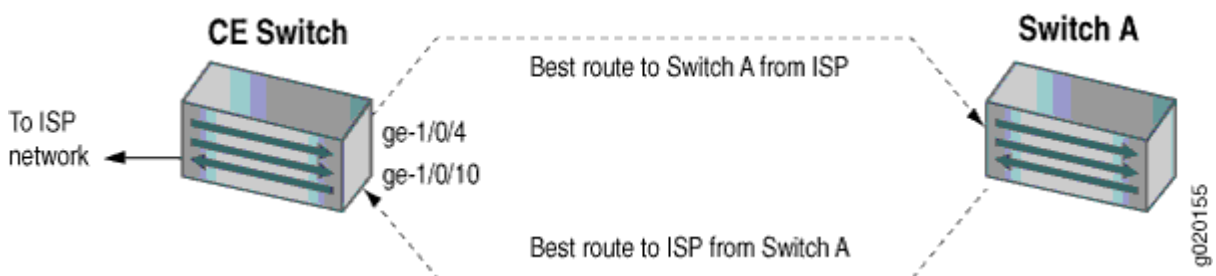 CE Switch
Switch A
Best route to Switch A from ISP
To ISP
network
ge-1/0/4
ge-1/0/10
Best route to ISP from Switch A
g020155